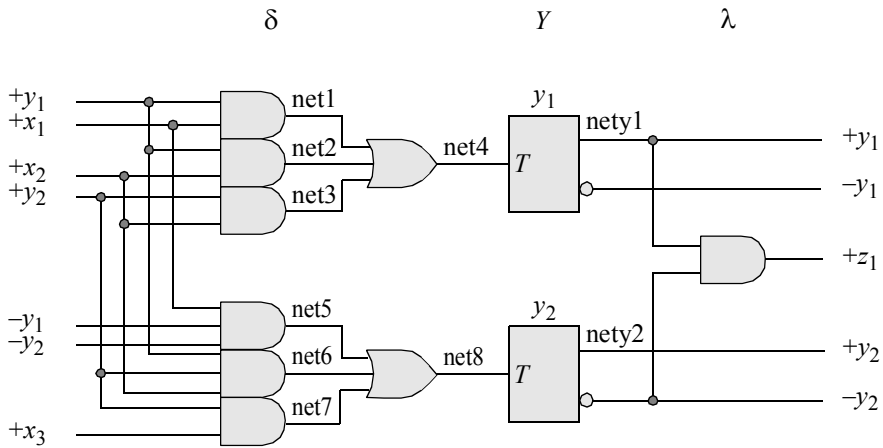 δ Y λ
+y₁ net1 y₁ nety1
+x₁ +y₁
net2 net4 T
+x₂ −y₁
+y₂ net3
+z₁
net5
−y₁ y₂ nety2
−y₂ net6 net8 T +y₂
net7 −y₂
+x₃